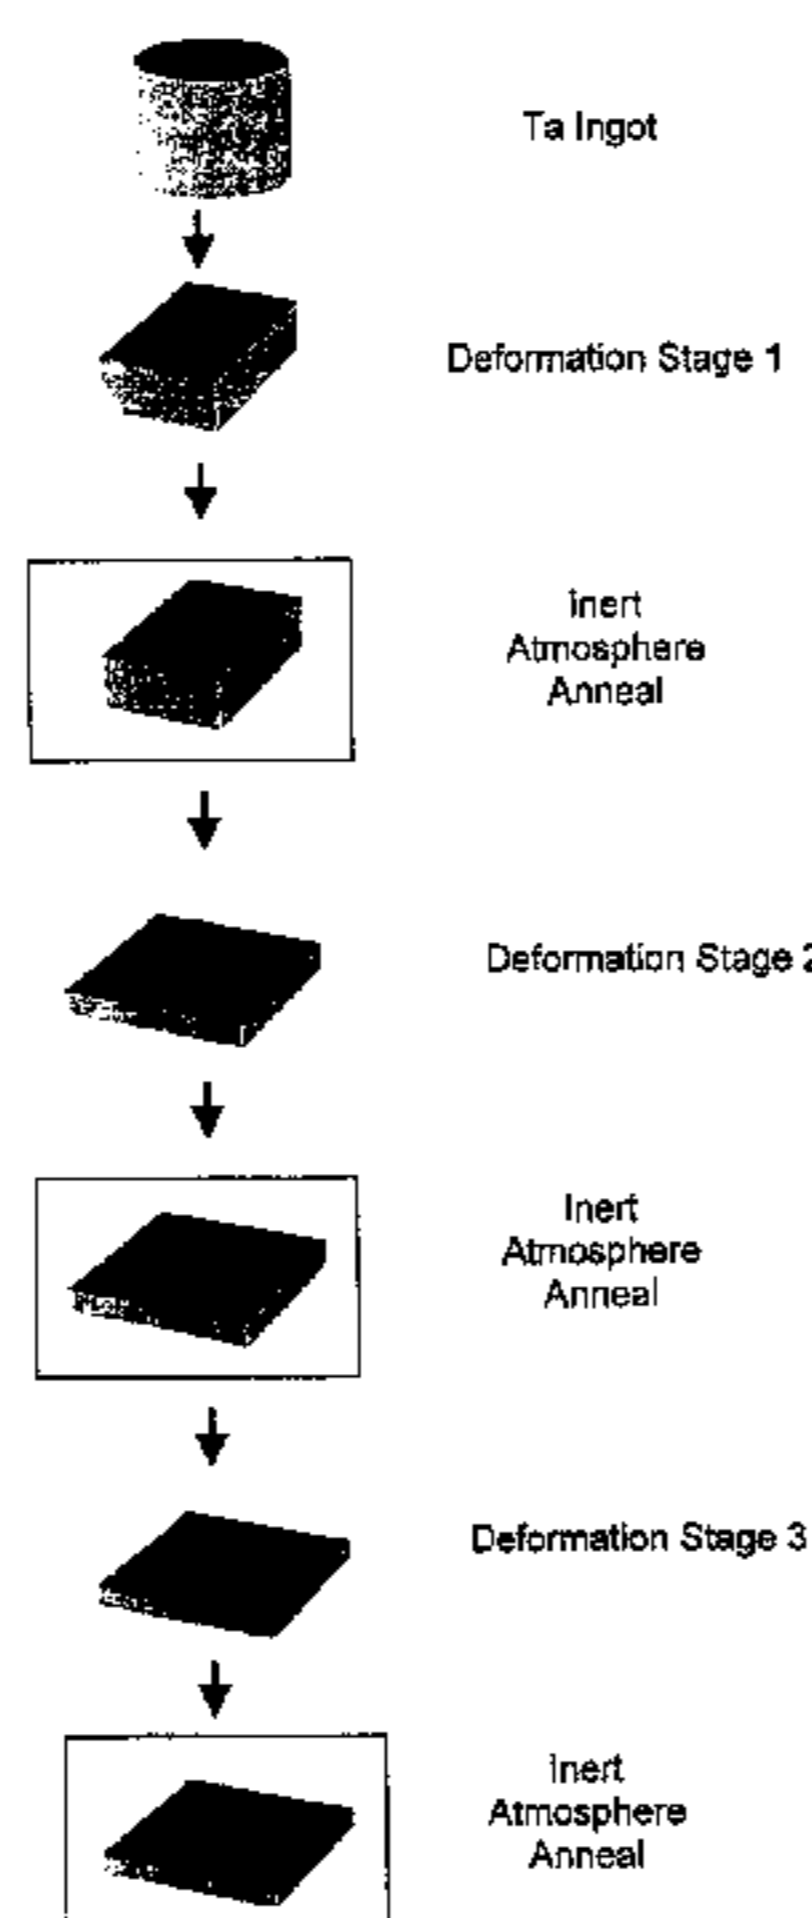 Ta Ingot
Deformation Stage 1
Inert
Atmosphere
Anneal
Deformation Stage 2
Inert
Atmosphere
Anneal
Deformation Stage 3
Inert
Atmosphere
Anneal